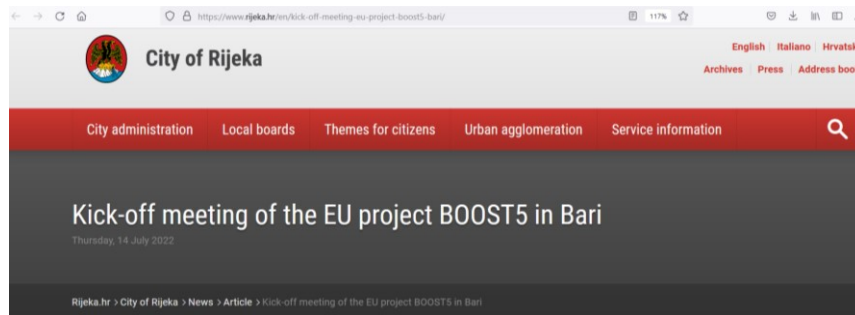 https://www.rijeka.hr/en/kick-off-meeting-eu-project-boost5-bari/
117%
English Italiano Hrvatsk
City of Rijeka
Archives Press Address boo
City administration Local boards Themes for citizens Urban agglomeration Service information
Kick-off meeting of the EU project BOOST5 in Bari
Thursday, 14 July 2022
Rijeka.hr > City of Rijeka > News > Article > Kick-off meeting of the EU project BOOST5 in Bari